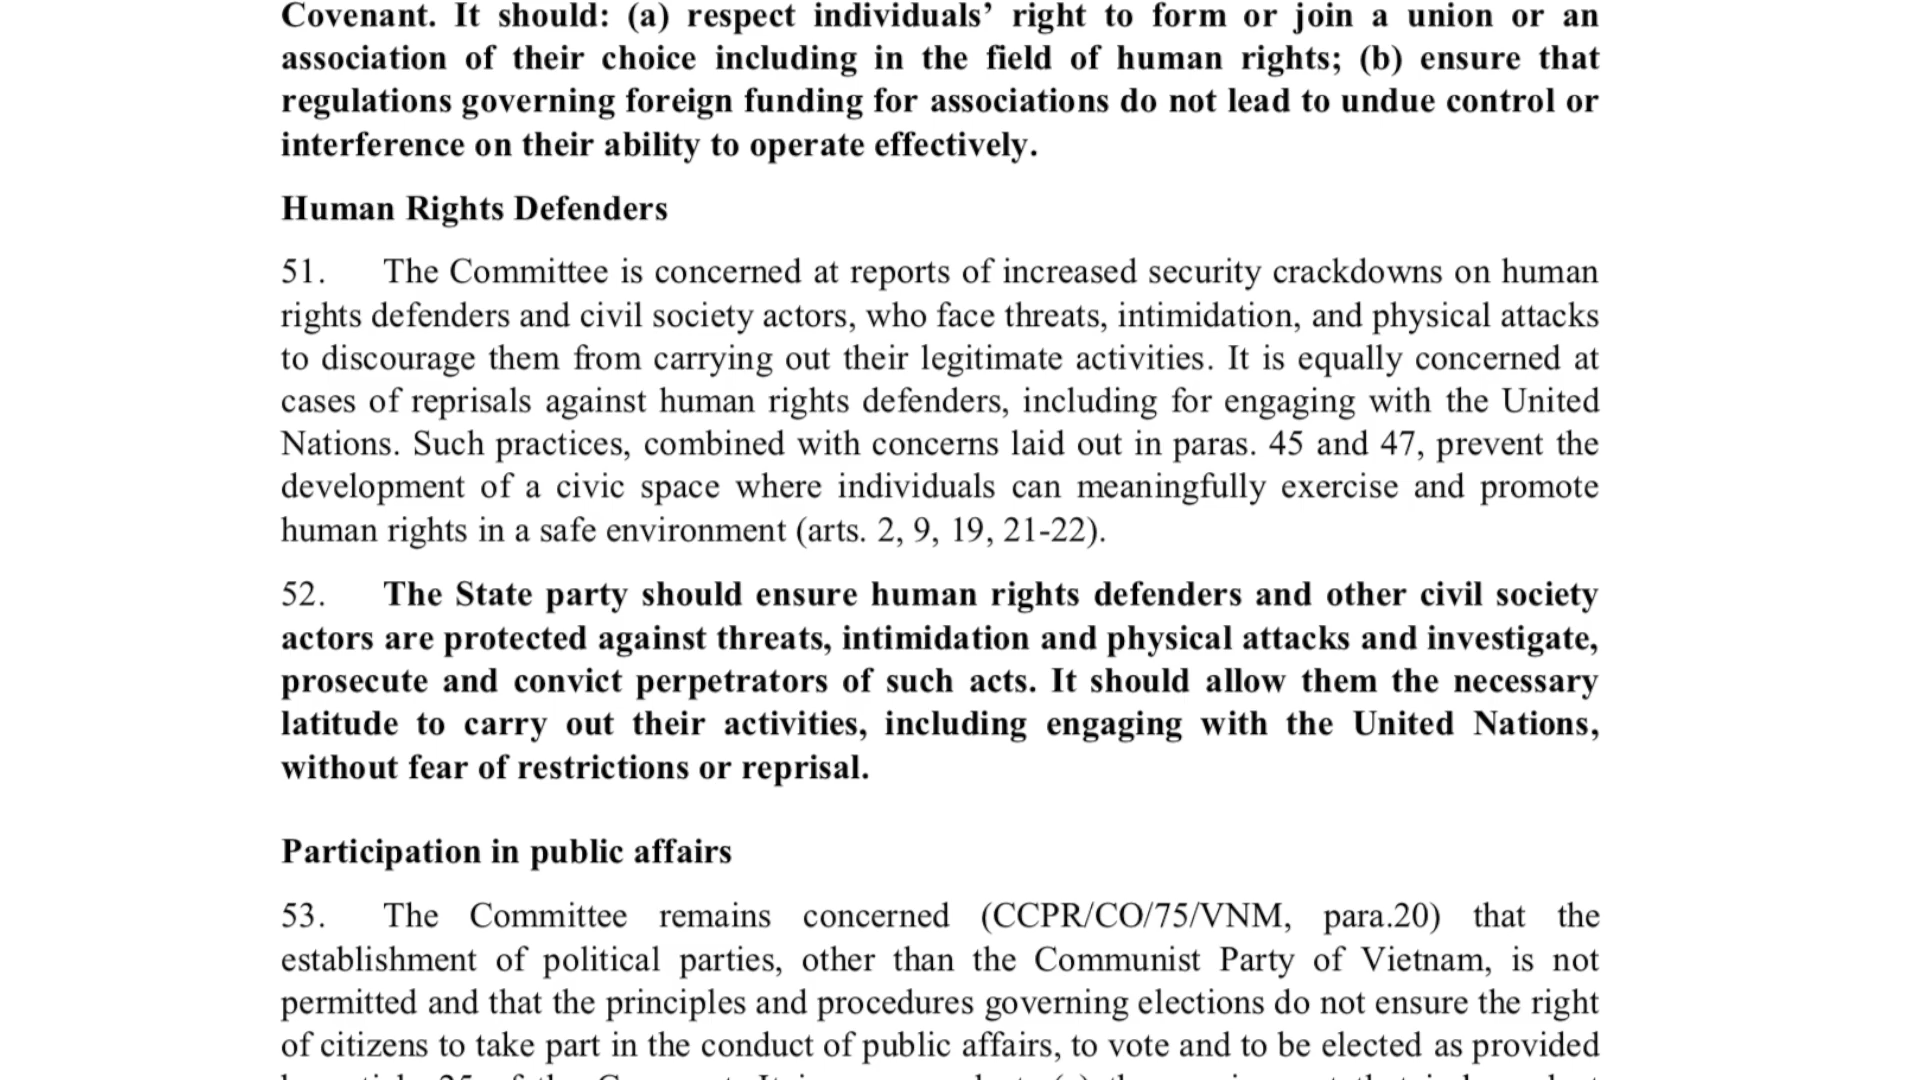 Covenant. It should: (a) respect individuals’ right to form or join a union or an
association of their choice including in the field of human rights; (b) ensure that
regulations governing foreign funding for associations do not lead to undue control or
interference on their ability to operate effectively.
Human Rights Defenders
51. The Committee is concerned at reports of increased security crackdowns on human
rights defenders and civil society actors, who face threats, intimidation, and physical attacks
to discourage them from carrying out their legitimate activities. It is equally concerned at
cases of reprisals against human rights defenders, including for engaging with the United
Nations. Such practices, combined with concerns laid out in paras. 45 and 47, prevent the
development of a civic space where individuals can meaningfully exercise and promote
human rights in a safe environment (arts. 2, 9, 19, 21-22).
52. The State party should ensure human rights defenders and other civil society
actors are protected against threats, intimidation and physical attacks and investigate,
prosecute and convict perpetrators of such acts. It should allow them the necessary
latitude to carry out their activities, including engaging with the United Nations,
without fear of restrictions or reprisal.
Participation in public affairs
53. The Committee remains concerned (CCPR/CO/75/VNM, para.20) that the
establishment of political parties, other than the Communist Party of Vietnam, is not
permitted and that the principles and procedures governing elections do not ensure the right
of citizens to take part in the conduct of public affairs, to vote and to be elected as provided